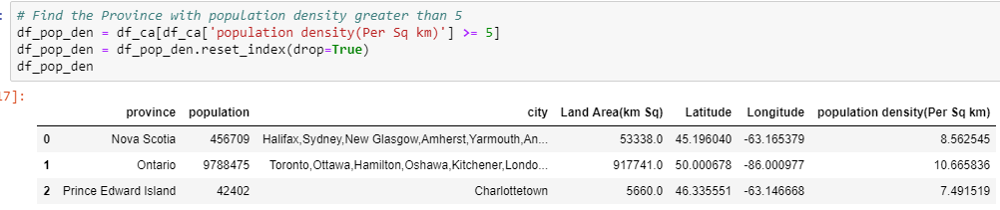 # Find the Province with population density greater than 5
df_pop_den = df_ca[df_ca['population density(Per Sq km)'] >= 5]
df_pop_den = df_pop_den.reset_index(drop=True)
df_pop_den
17]:
province population city Land Area(km Sq) Latitude Longitude population density(Per Sq km)
0 Nova Scotia 456709 Halifax,Sydney,New Glasgow,Amherst,Yarmouth,An... 53338.0 45.196040 -63.165379 8.562545
1 Ontario 9788475 Toronto,Ottawa,Hamilton,Oshawa,Kitchener,Londo... 917741.0 50.000678 -86.000977 10.665836
2 Prince Edward Island 42402 Charlottetown 5660.0 46.335551 -63.146668 7.491519